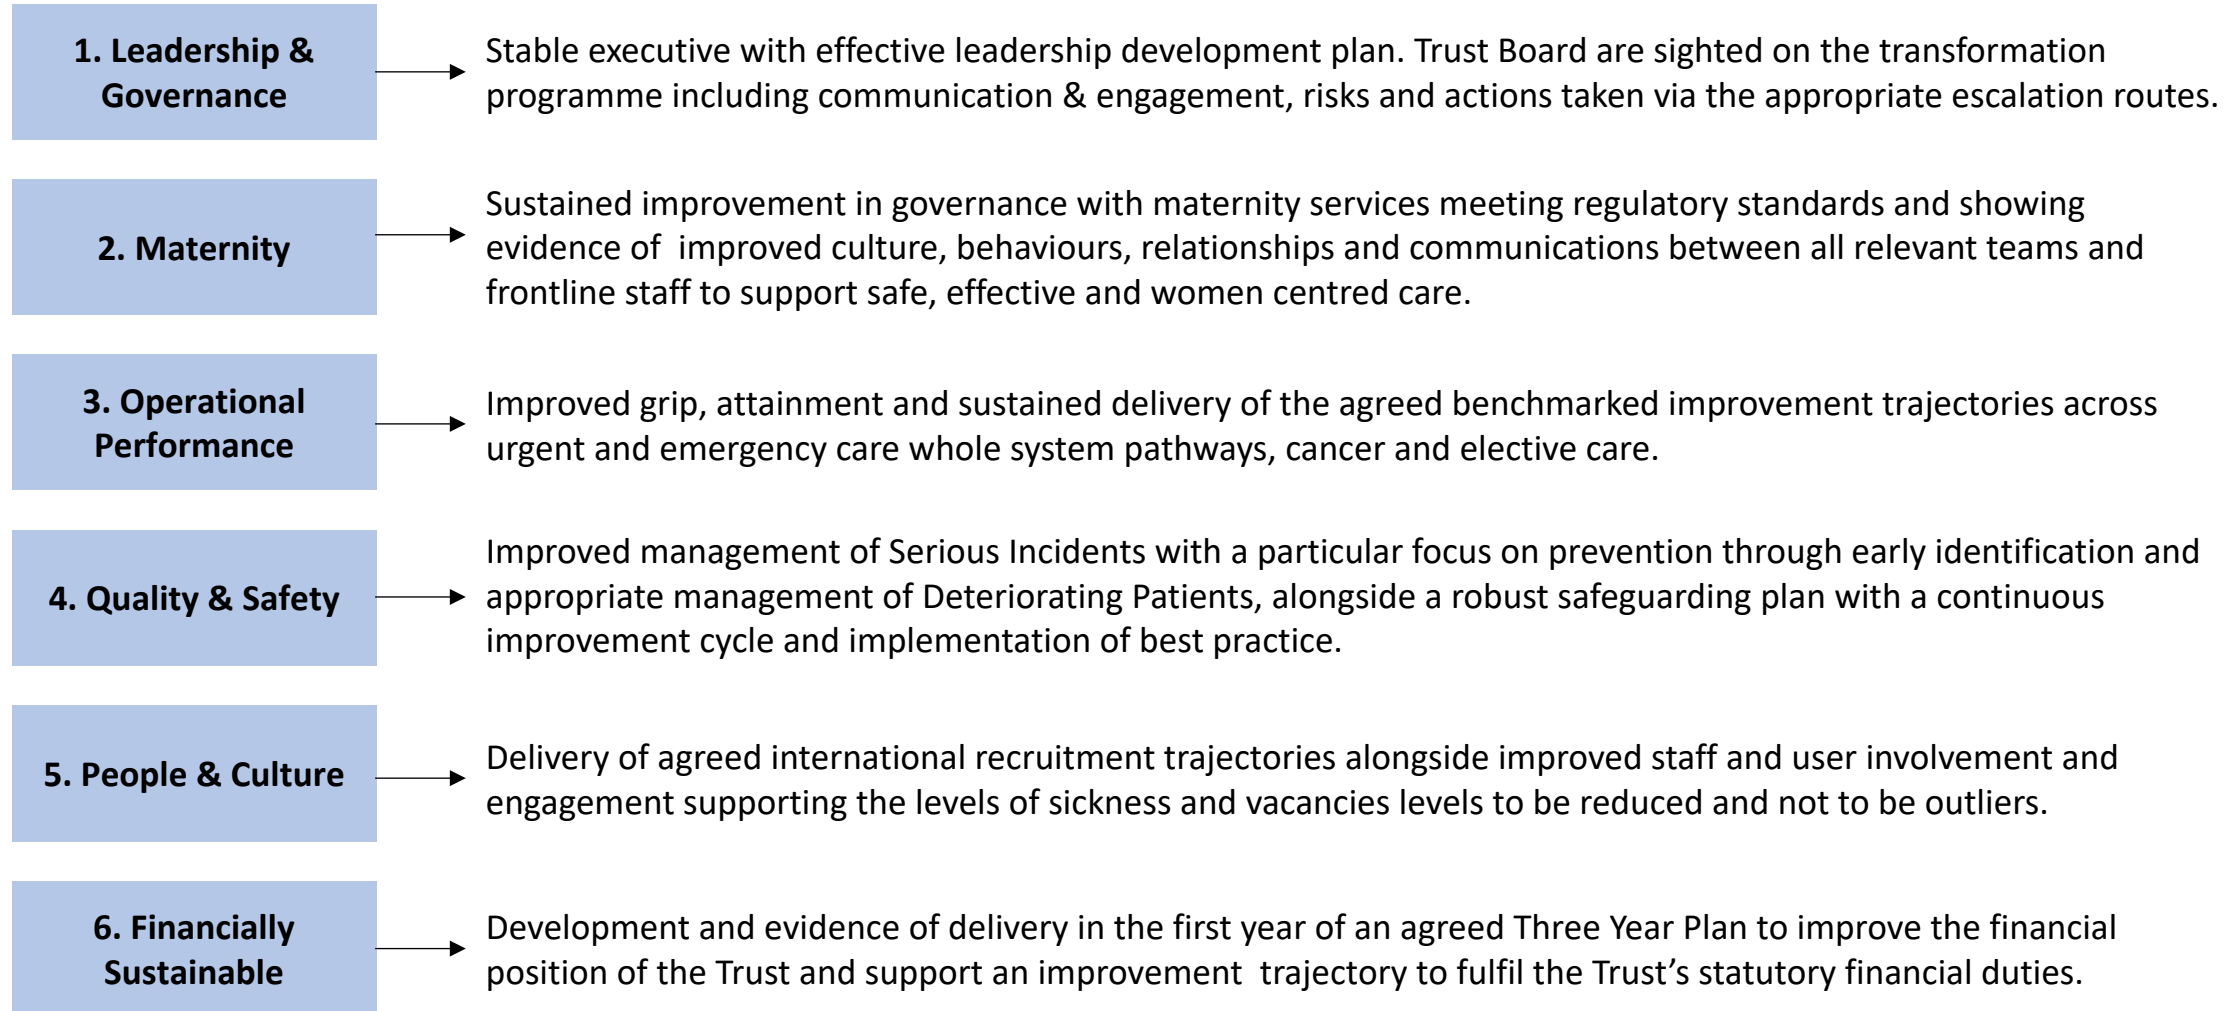 1. Leadership &
Governance
Stable executive with effective leadership development plan. Trust Board are sighted on the transformation
programme including communication & engagement, risks and actions taken via the appropriate escalation routes.
2. Maternity
Sustained improvement in governance with maternity services meeting regulatory standards and showing
evidence of  improved culture, behaviours, relationships and communications between all relevant teams and
frontline staff to support safe, effective and women centred care.
3. Operational
Performance
Improved grip, attainment and sustained delivery of the agreed benchmarked improvement trajectories across
urgent and emergency care whole system pathways, cancer and elective care.
4. Quality & Safety
Improved management of Serious Incidents with a particular focus on prevention through early identification and
appropriate management of Deteriorating Patients, alongside a robust safeguarding plan with a continuous
improvement cycle and implementation of best practice.
5. People & Culture
Delivery of agreed international recruitment trajectories alongside improved staff and user involvement and
engagement supporting the levels of sickness and vacancies levels to be reduced and not to be outliers.
6. Financially
Sustainable
Development and evidence of delivery in the first year of an agreed Three Year Plan to improve the financial
position of the Trust and support an improvement  trajectory to fulfil the Trust’s statutory financial duties.